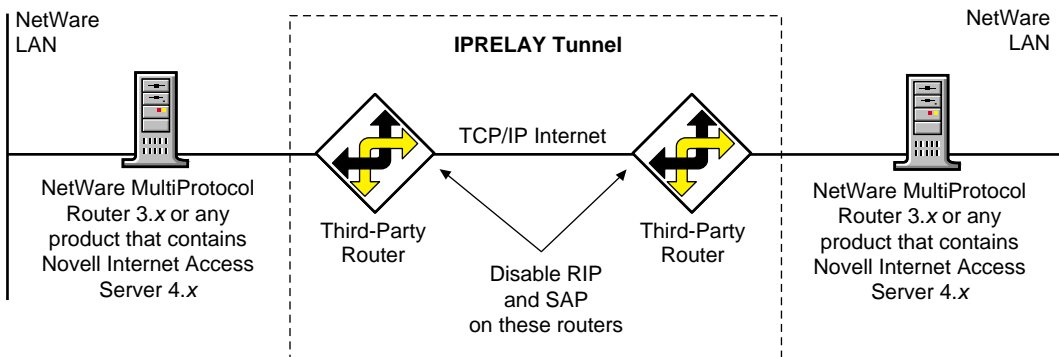 NetWare
LAN
IPRELAY Tunnel
NetWare
LAN
TCP/IP Internet
NetWare MultiProtocol
Router 3.x or any
product that contains
Novell Internet Access
Server 4.x
Third-Party
Router
Third-Party
Router
NetWare MultiProtocol
Router 3.x or any
product that contains
Novell Internet Access
Server 4.x
Disable RIP
and SAP
on these routers